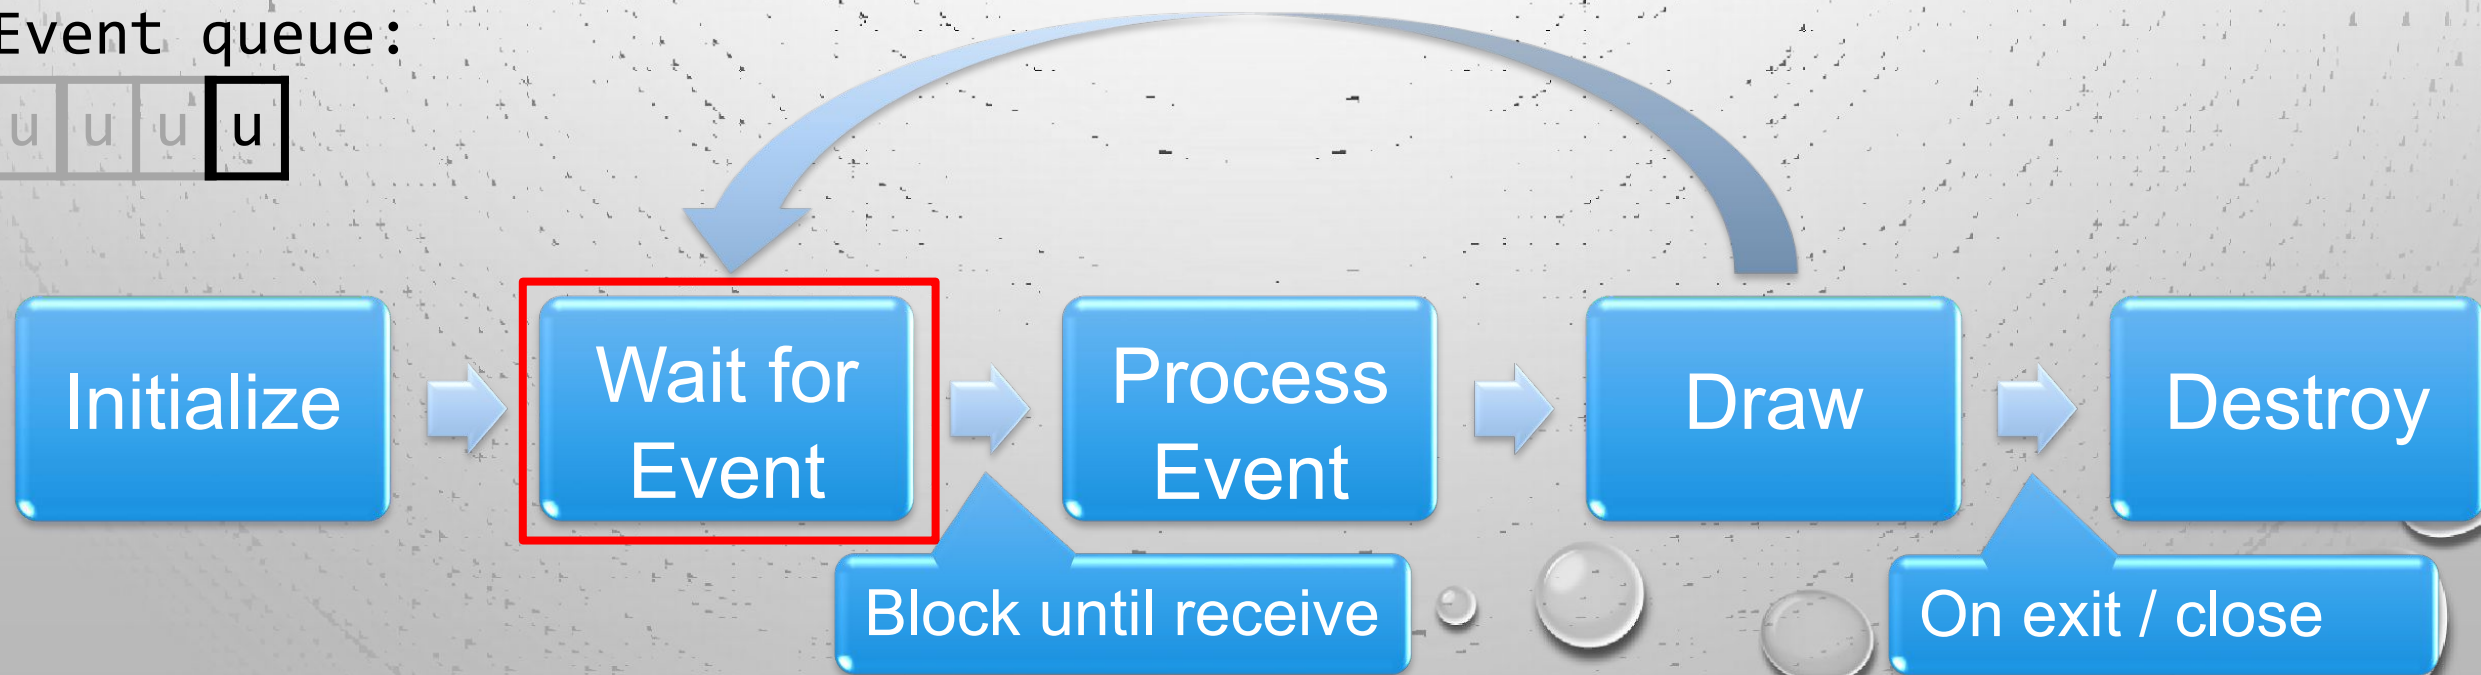 Event queue:
u u u u
Initialize
Wait for
Event
Process
Event
Draw
Destroy
Block until receive
On exit / close